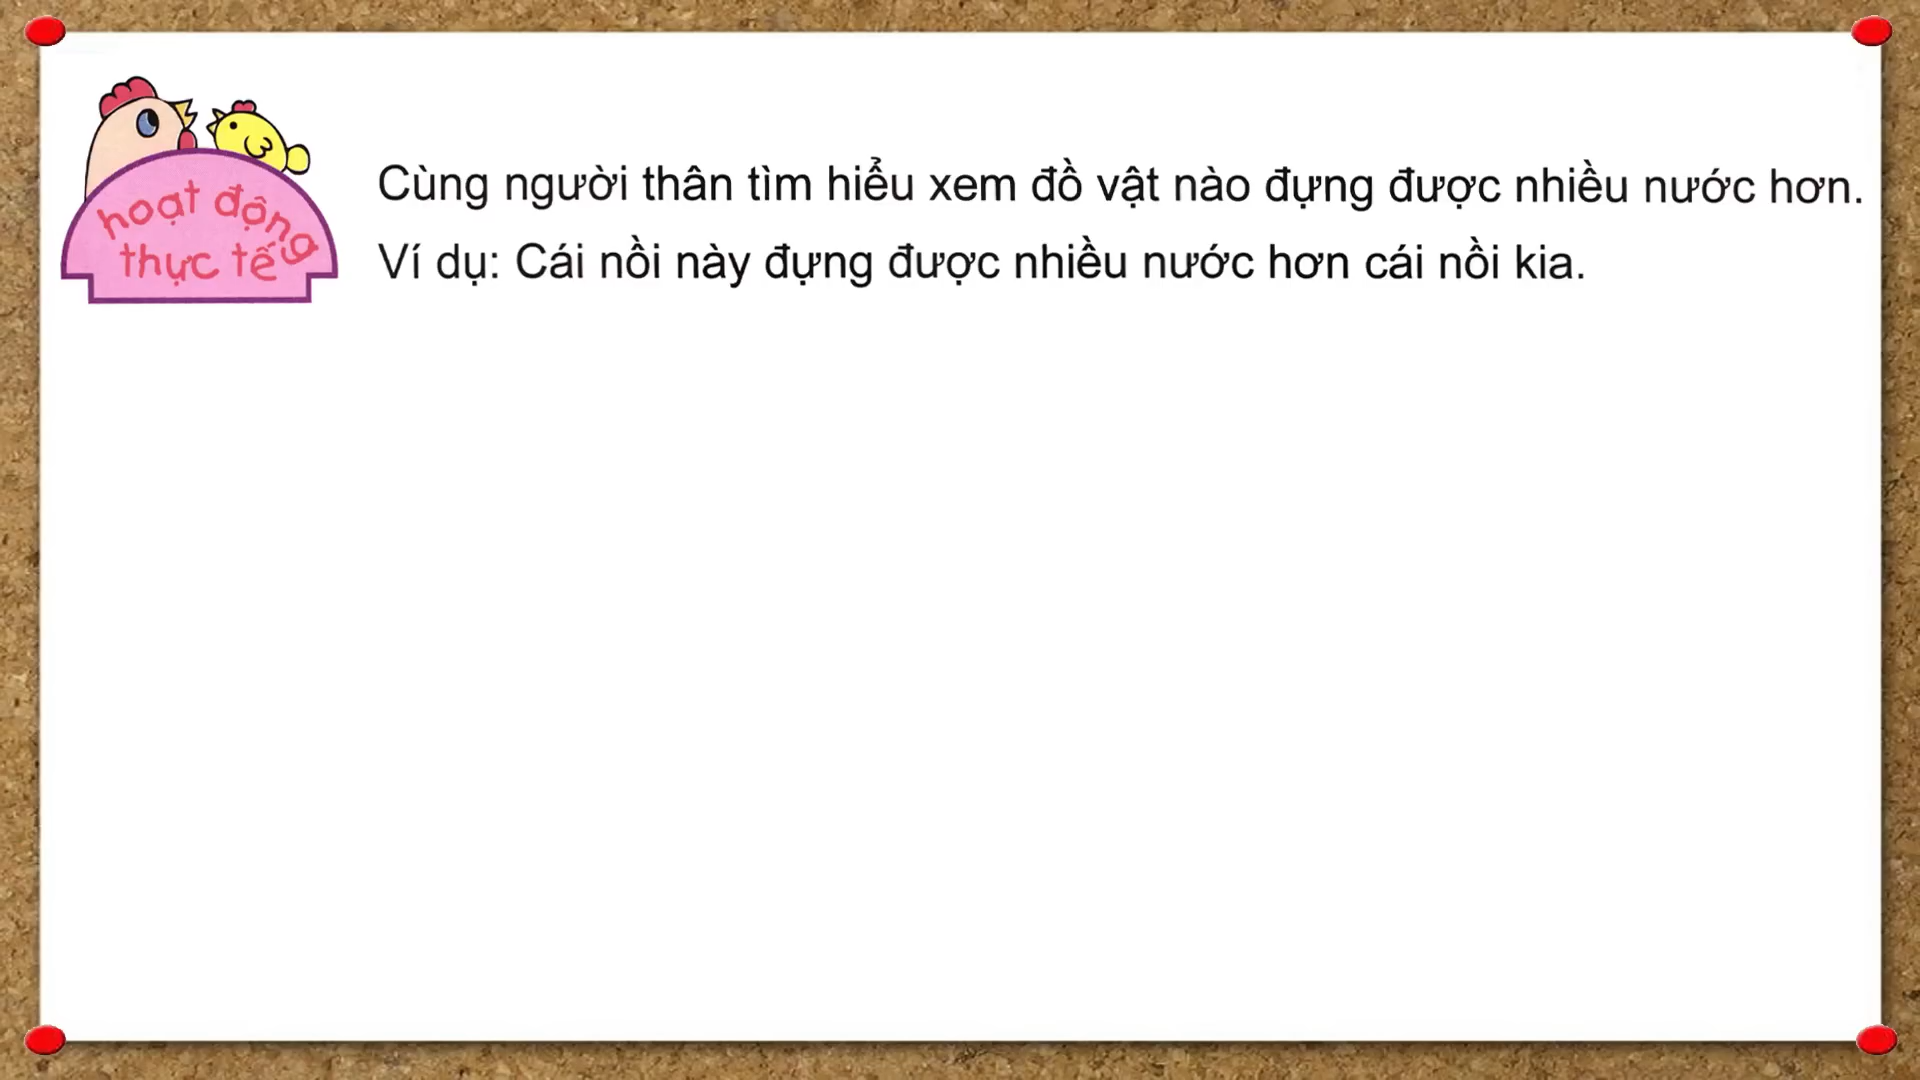 hoạt động
thực tế
Cùng người thân tìm hiểu xem đồ vật nào đựng được nhiều nước hơn.
Ví dụ: Cái nồi này đựng được nhiều nước hơn cái nồi kia.